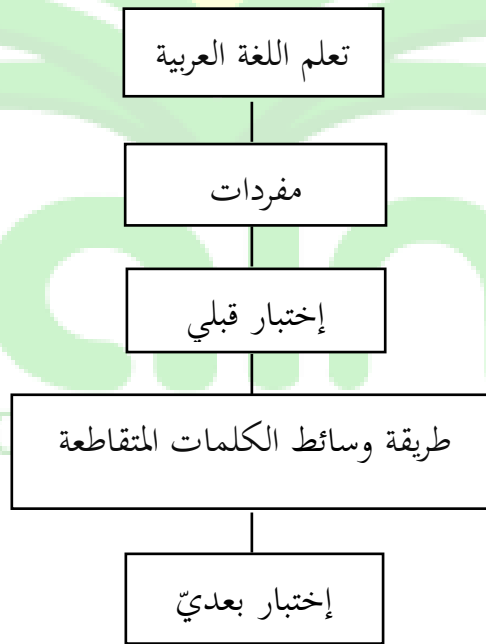 تعلم اللغة العربية
مفردات
إختبار قبلي
طريقة وسائط الكلمات المتقاطعة
إختبار بعديّ